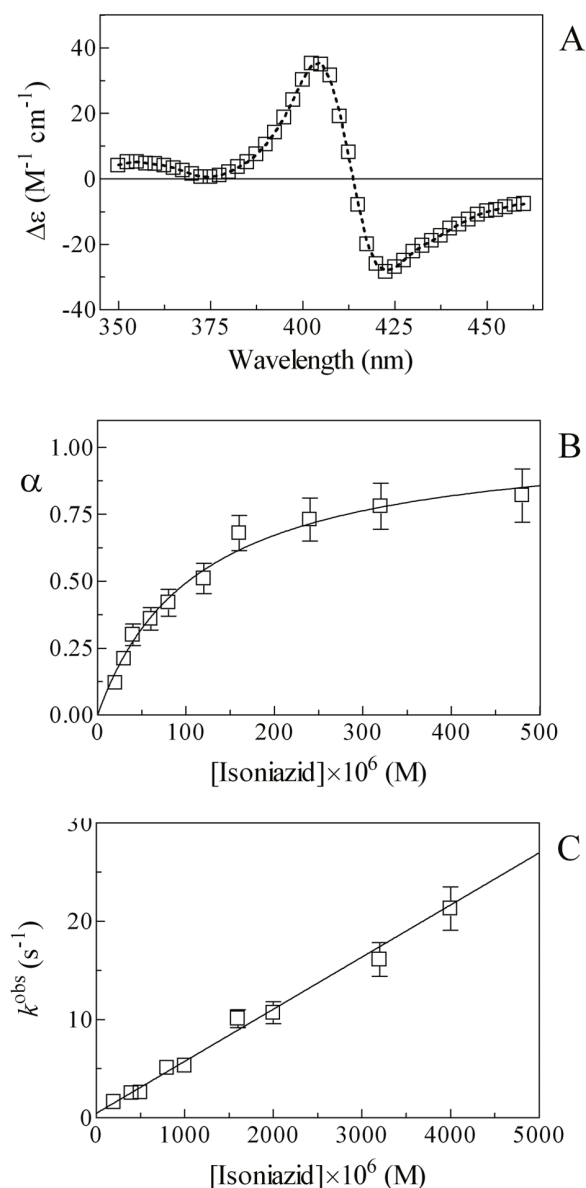 A
40
20
0
-20
-40
Δε (M⁻¹ cm⁻¹)
350 375 400 425 450
Wavelength (nm)
B
1.00
0.75
0.50
0.25
0.00
α
0 100 200 300 400 500
[Isoniazid]×10⁶ (M)
C
30
20
10
0
k^obs (s⁻¹)
0 1000 2000 3000 4000 5000
[Isoniazid]×10⁶ (M)